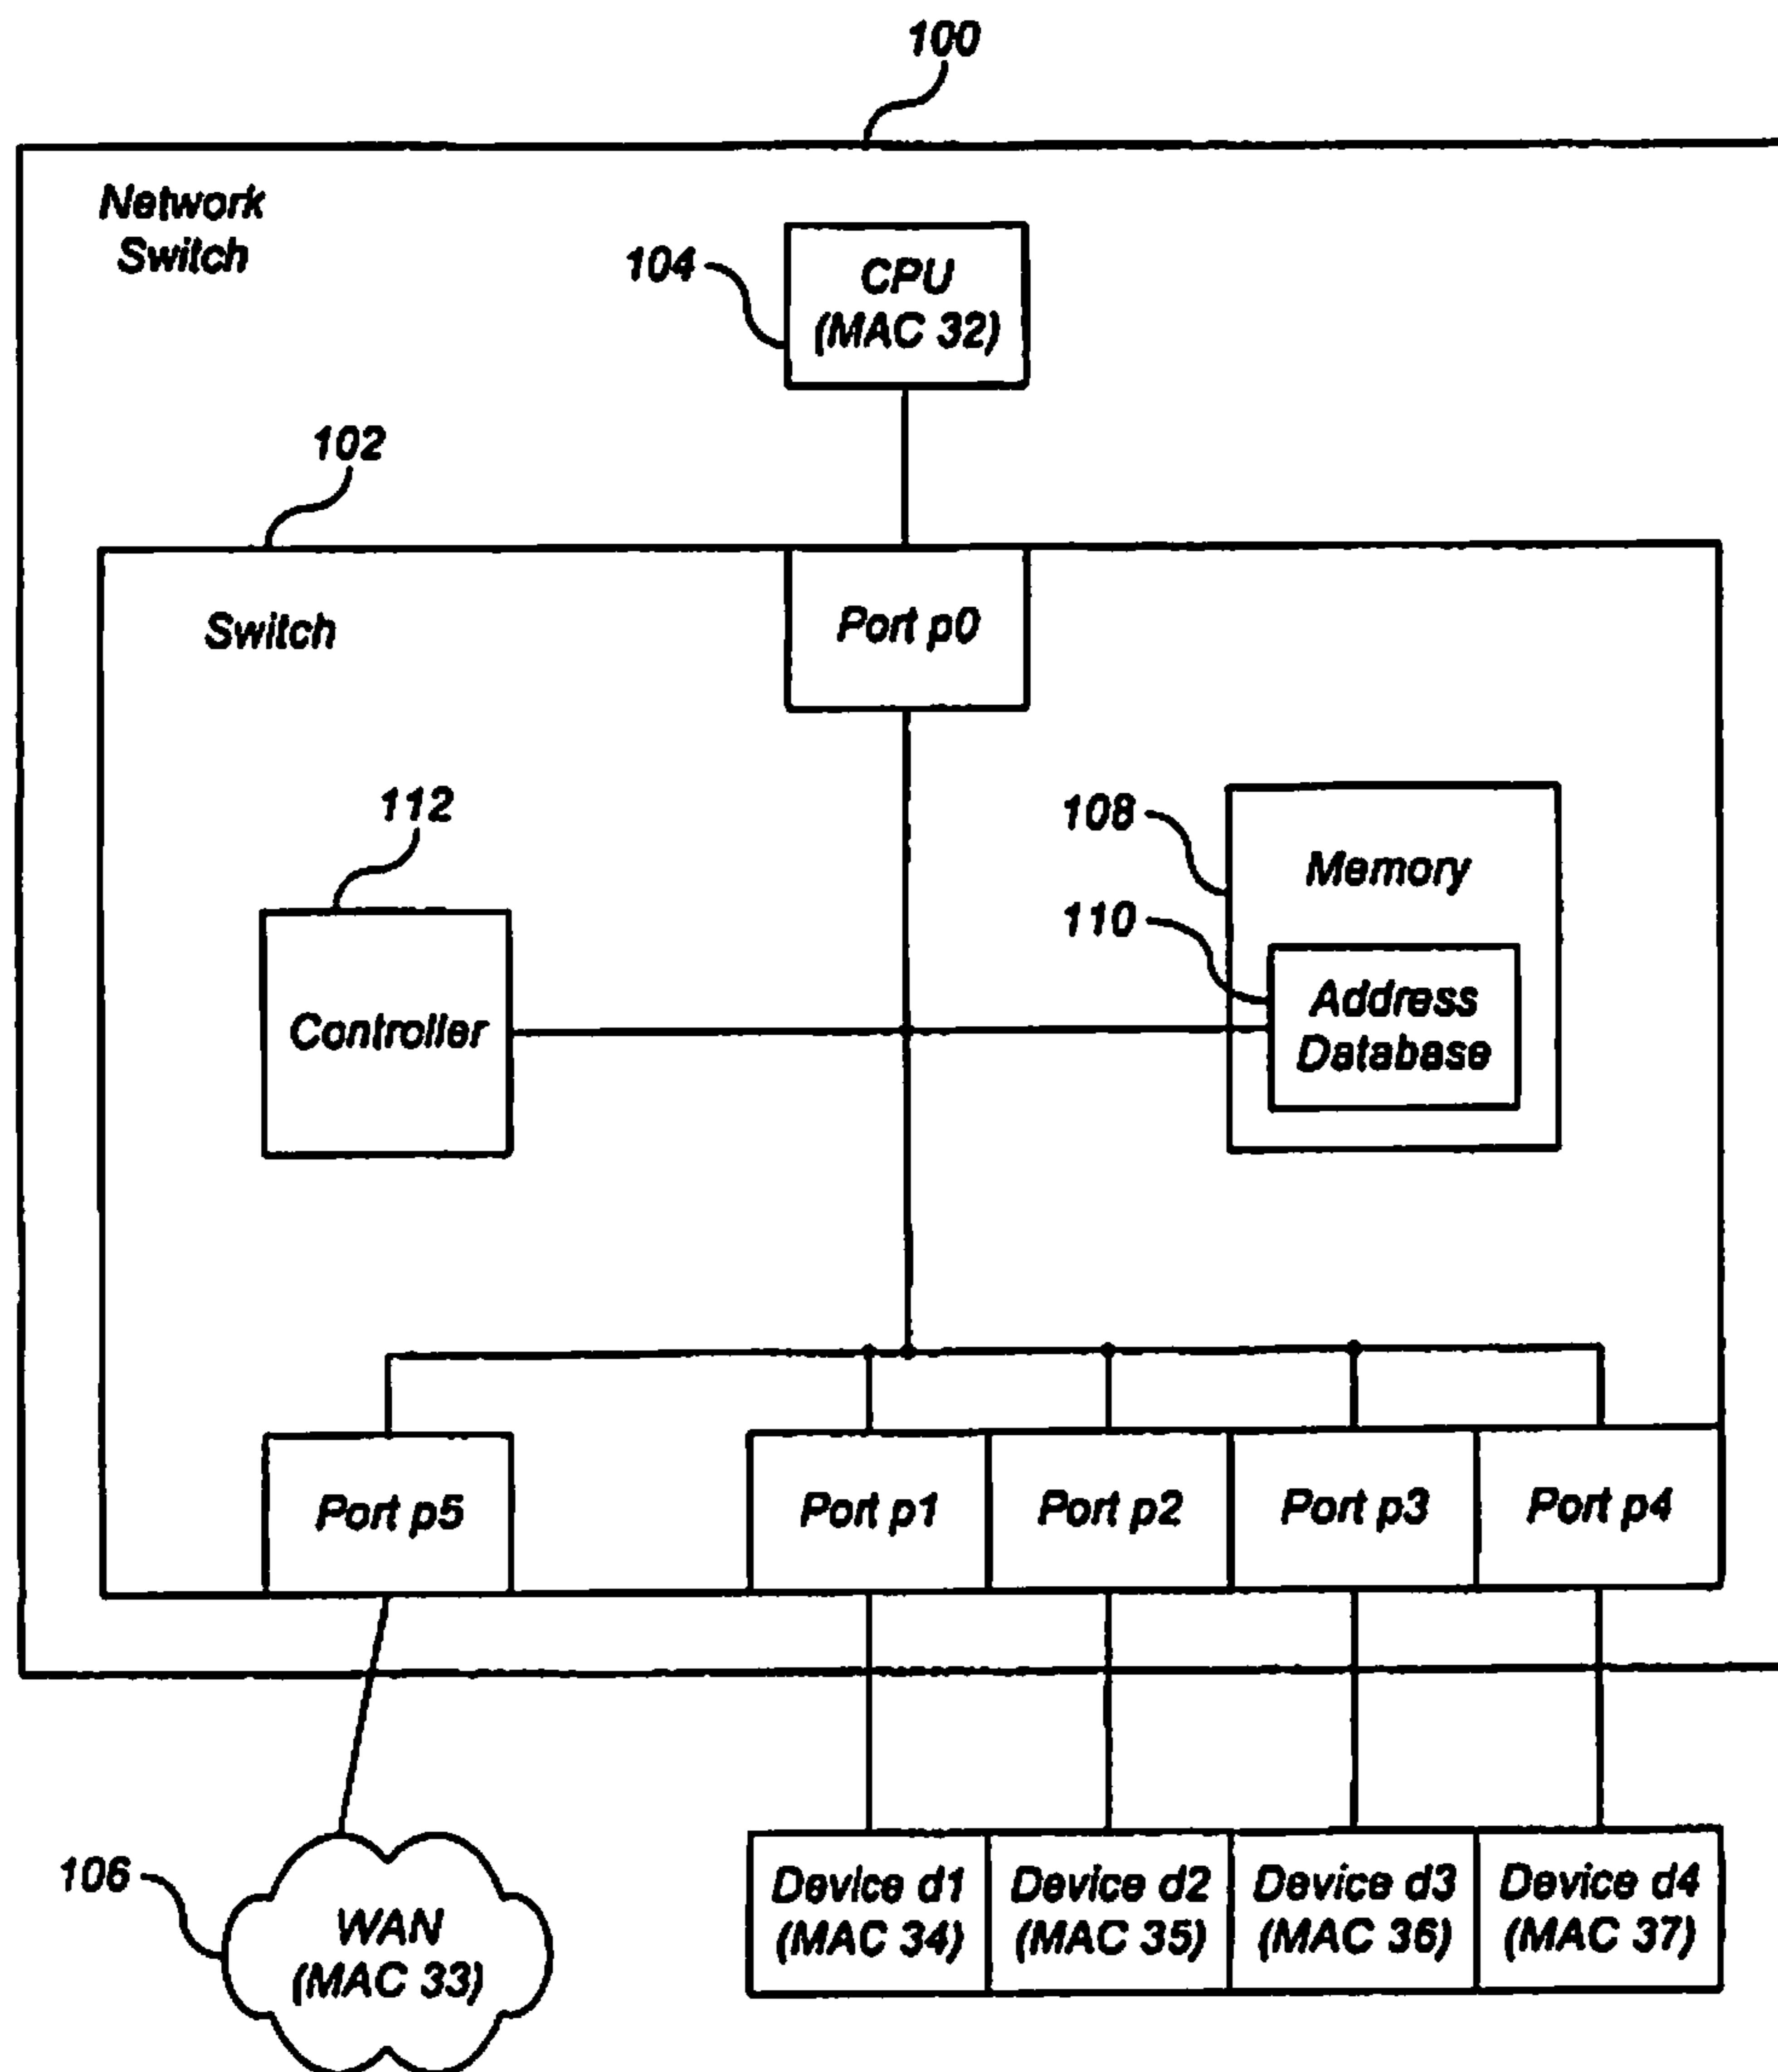 100
Network
Switch
104
CPU
(MAC 32)
102
Switch
Port p0
112
108
Memory
110
Controller
Address
Database
Port p5
Port p1
Port p2
Port p3
Port p4
106
WAN
(MAC 33)
Device d1
(MAC 34)
Device d2
(MAC 35)
Device d3
(MAC 36)
Device d4
(MAC 37)